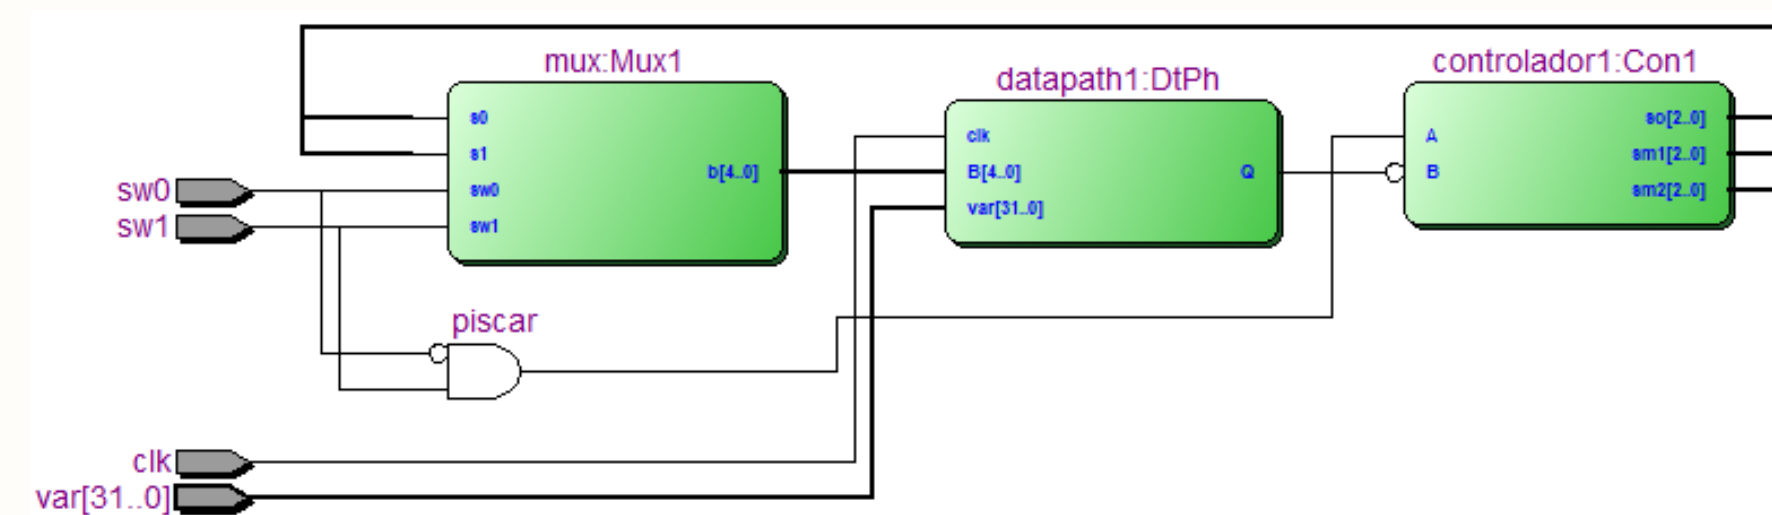 mux:Mux1
s0
s1
sw0
sw1
b[4..0]
datapath1:DtPh
clk
B[4..0]
var[31..0]
Q
controlador1:Con1
A
B
so[2..0]
sm1[2..0]
sm2[2..0]
sw0
sw1
piscar
clk
var[31..0]